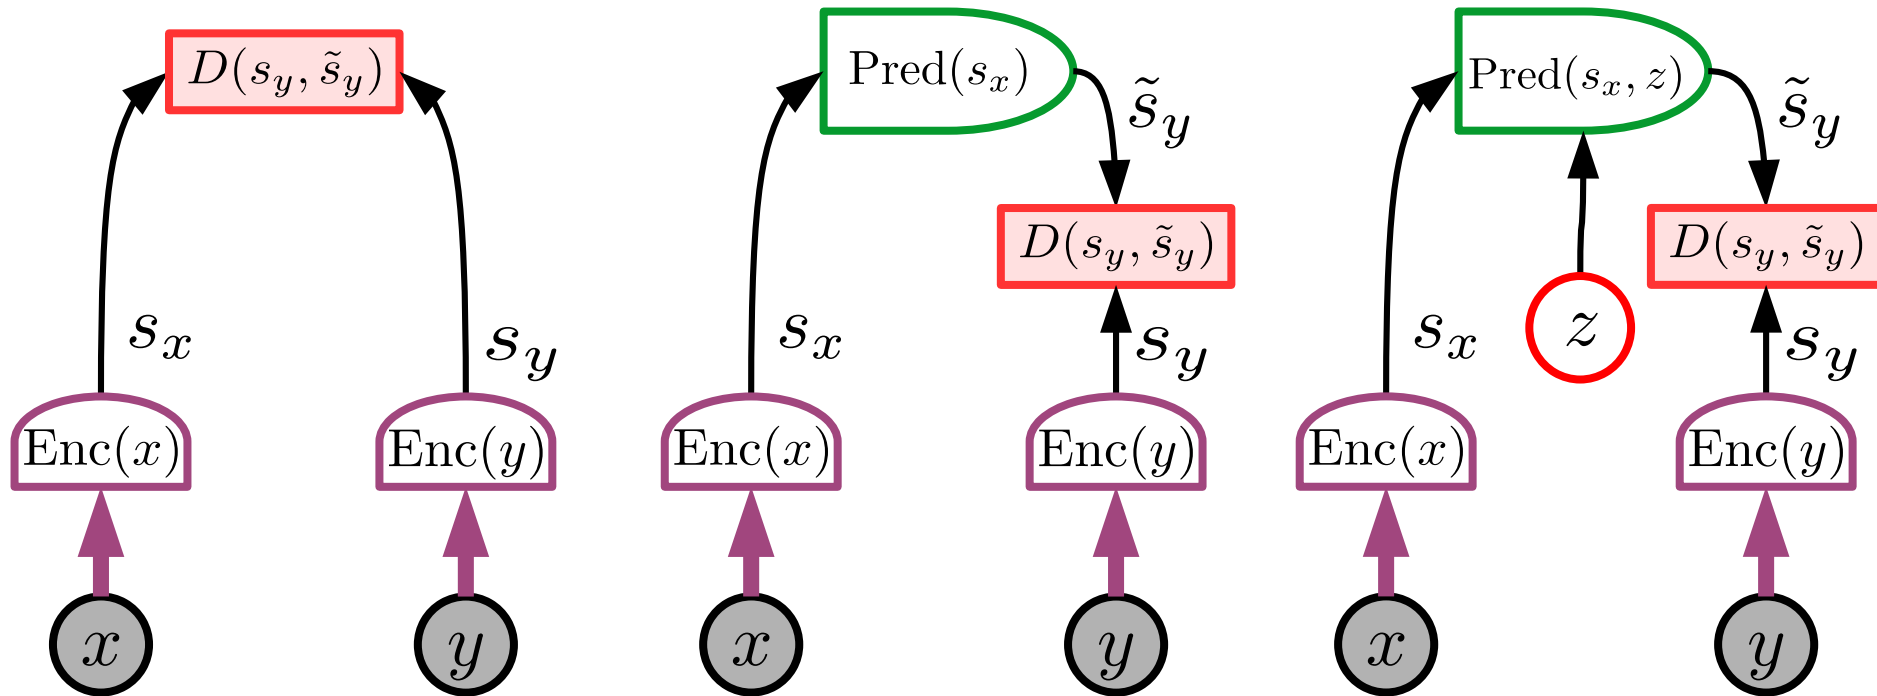 D(s_y, s̃_y)
s_x
s_y
Enc(x)
Enc(y)
x
y
Pred(s_x)
s̃_y
D(s_y, s̃_y)
s_x
s_y
Enc(x)
Enc(y)
x
y
Pred(s_x, z)
s̃_y
D(s_y, s̃_y)
s_x
z
s_y
Enc(x)
Enc(y)
x
y